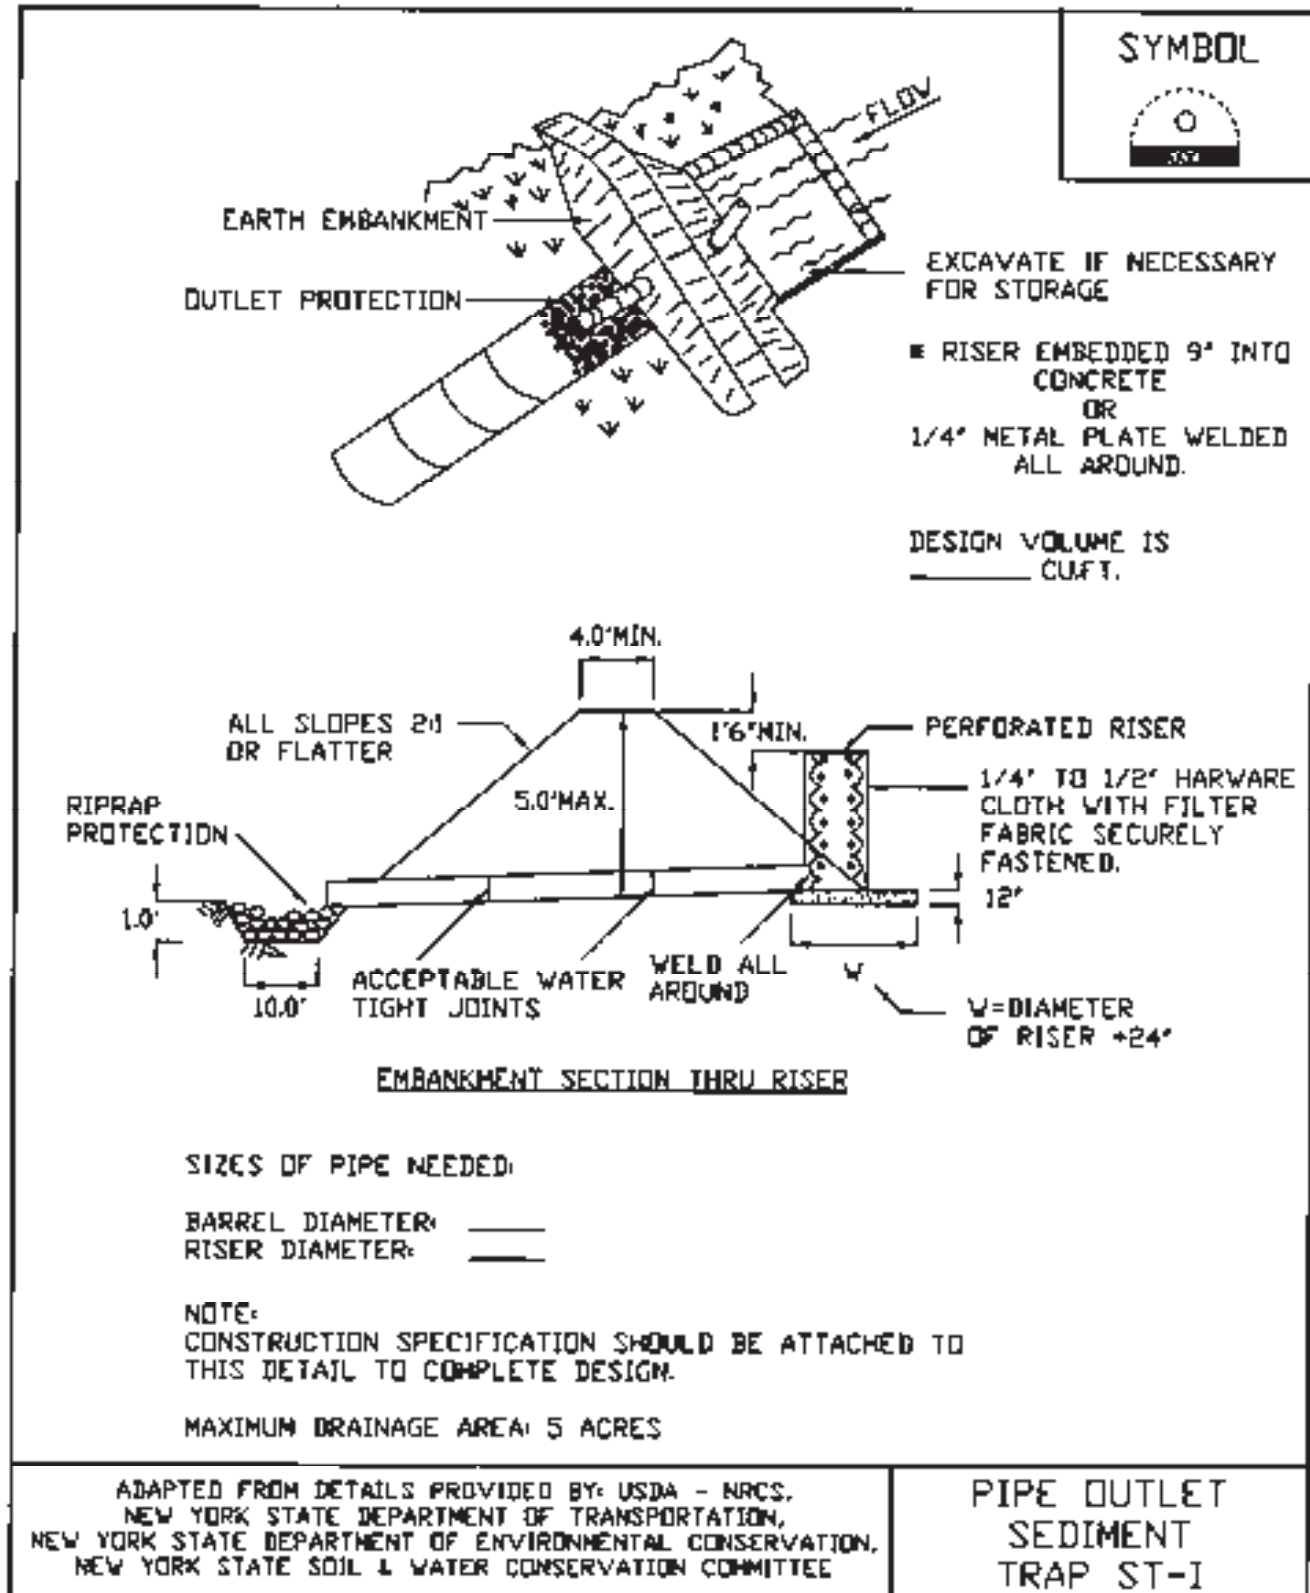 SYMBOL
FLOW
EARTH EMBANKMENT
OUTLET PROTECTION
EXCAVATE IF NECESSARY
FOR STORAGE
* RISER EMBEDDED 9" INTO
CONCRETE
OR
1/4" METAL PLATE WELDED
ALL AROUND.
DESIGN VOLUME IS
______ CU.FT.
4.0'MIN.
ALL SLOPES 2:1
OR FLATTER
1'6"MIN.
PERFORATED RISER
5.0'MAX.
1/4" TO 1/2" HARWARE
CLOTH WITH FILTER
FABRIC SECURELY
FASTENED.
RIPRAP
PROTECTION
1.0'
12"
10.0'
ACCEPTABLE WATER
TIGHT JOINTS
WELD ALL
AROUND
W
W=DIAMETER
OF RISER +24"
EMBANKMENT SECTION THRU RISER
SIZES OF PIPE NEEDED:
BARREL DIAMETER: ____
RISER DIAMETER: ____
NOTE:
CONSTRUCTION SPECIFICATION SHOULD BE ATTACHED TO
THIS DETAIL TO COMPLETE DESIGN.
MAXIMUM DRAINAGE AREA: 5 ACRES
ADAPTED FROM DETAILS PROVIDED BY: USDA - NRCS,
NEW YORK STATE DEPARTMENT OF TRANSPORTATION,
NEW YORK STATE DEPARTMENT OF ENVIRONMENTAL CONSERVATION,
NEW YORK STATE SOIL & WATER CONSERVATION COMMITTEE
PIPE OUTLET
SEDIMENT
TRAP ST-I